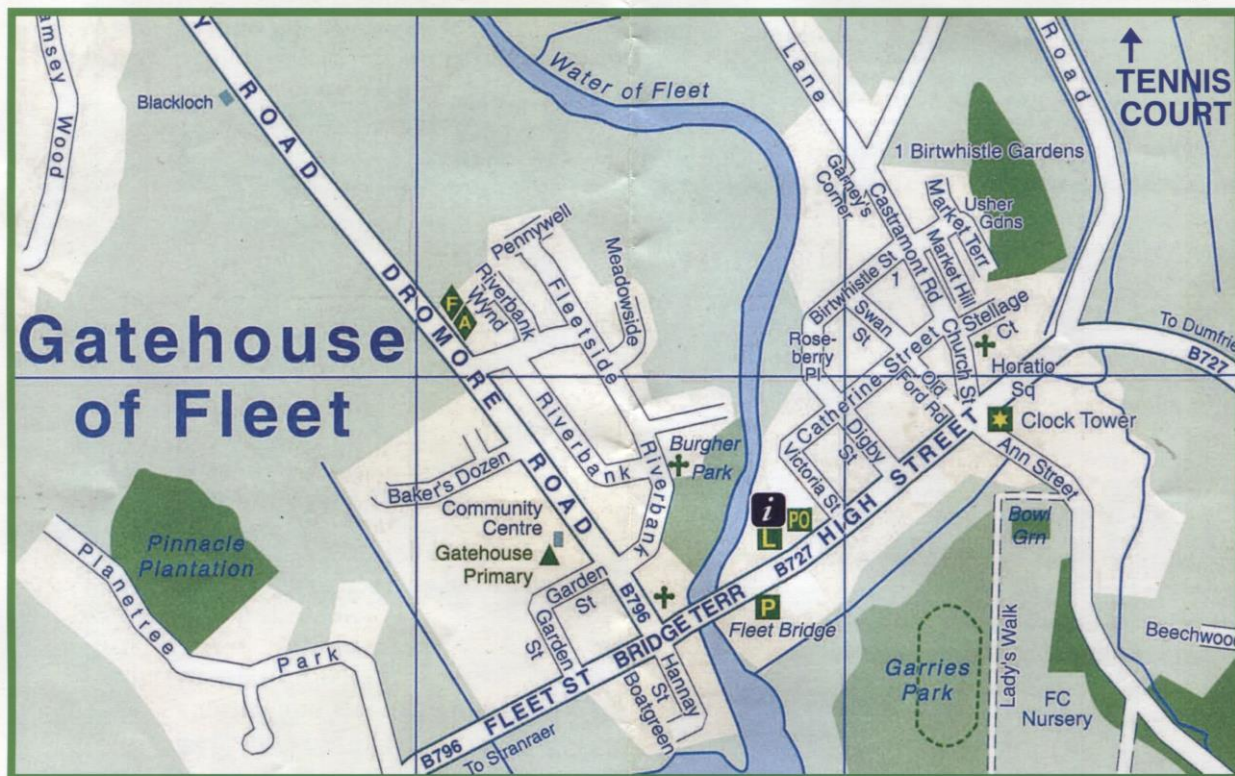 amsey Wood
Blackloch
Y ROAD
DROMORE
ROAD
Gatehouse
of Fleet
Water of Fleet
Lane
Road
TENNIS
COURT
1 Birtwhistle Gardens
Garney's
Corner
Castramont Rd
Market Terr
Usher
Gdns
Market Hill
Birtwhistle St
1
Swan
St
Stellage
Ct
Church St
Rose-
berry Pl
Catherine Street
Old
Ford Rd
Horatio
Sq
To Dumfrie
B727
Clock Tower
Ann Street
Digby
St
Victoria St
HIGH STREET
B727
Pennywell
Riverbank
Wynd
Fleetside
Meadowside
F
A
Riverbank
Riverbank
Burgher
Park
Baker's Dozen
Community
Centre
Gatehouse
Primary
Garden
St
Garden
St
B796
i
PO
L
P
Fleet Bridge
BRIDGE TERR
FLEET ST
B796
To Stranraer
Hannay
St
Boatgreen
Pinnacle
Plantation
Planetree
Park
Bowl
Grn
Garries
Park
Lady's Walk
FC
Nursery
Beechwood